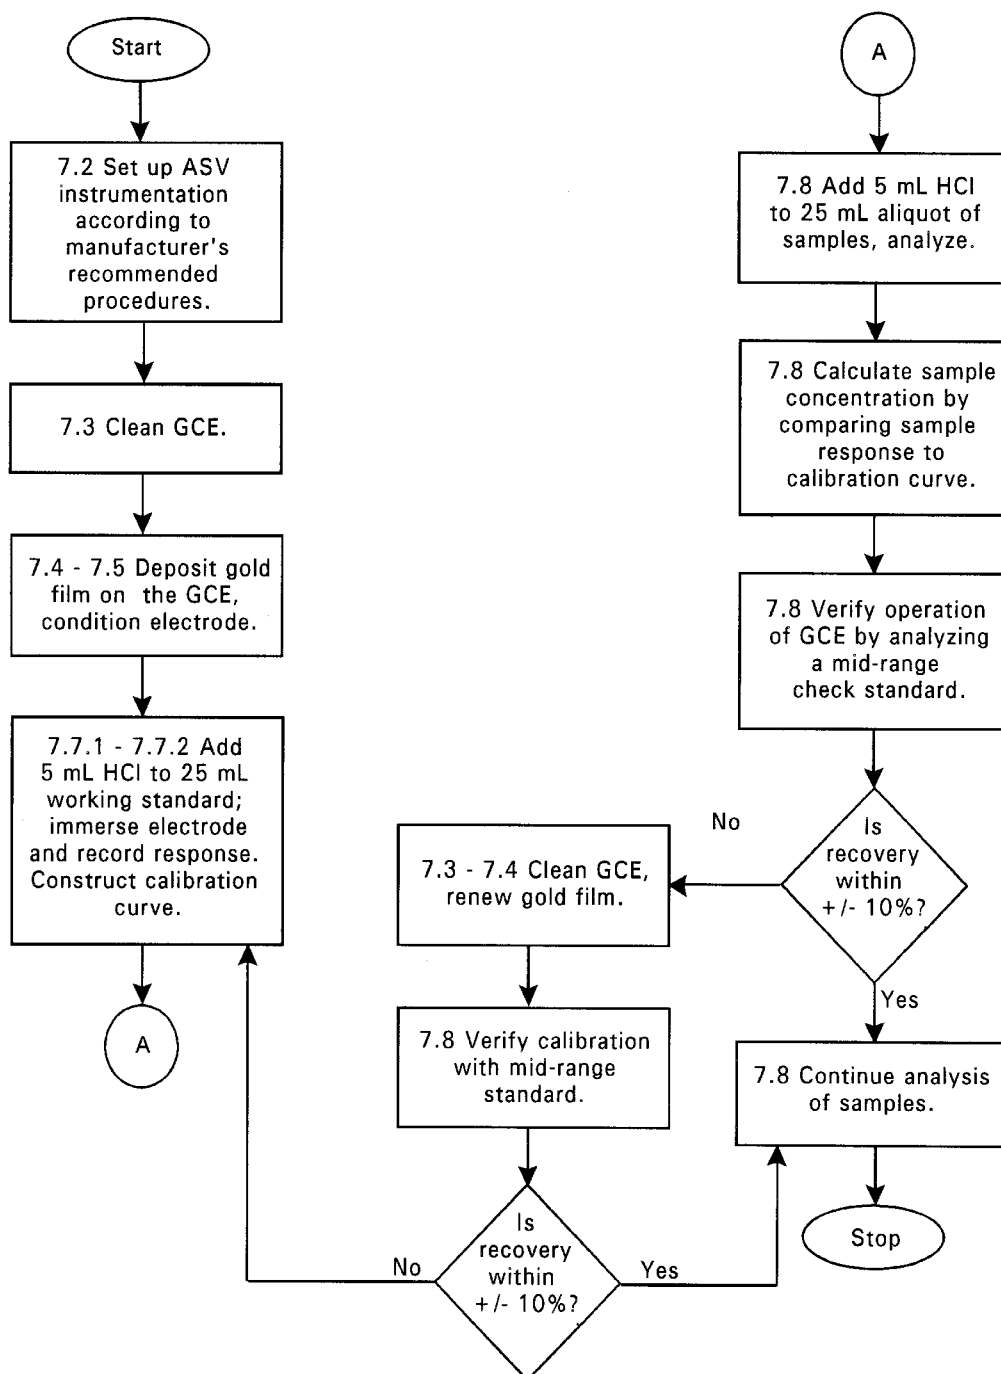 Start
7.2 Set up ASV
instrumentation
according to
manufacturer's
recommended
procedures.
7.3 Clean GCE.
7.4 - 7.5 Deposit gold
film on the GCE,
condition electrode.
7.7.1 - 7.7.2 Add
5 mL HCl to 25 mL
working standard;
immerse electrode
and record response.
Construct calibration
curve.
A
A
7.8 Add 5 mL HCl
to 25 mL aliquot of
samples, analyze.
7.8 Calculate sample
concentration by
comparing sample
response to
calibration curve.
7.8 Verify operation
of GCE by analyzing
a mid-range
check standard.
Is
recovery
within
+/- 10%?
No
Yes
7.3 - 7.4 Clean GCE,
renew gold film.
7.8 Verify calibration
with mid-range
standard.
Is
recovery
within
+/- 10%?
No
Yes
7.8 Continue analysis
of samples.
Stop